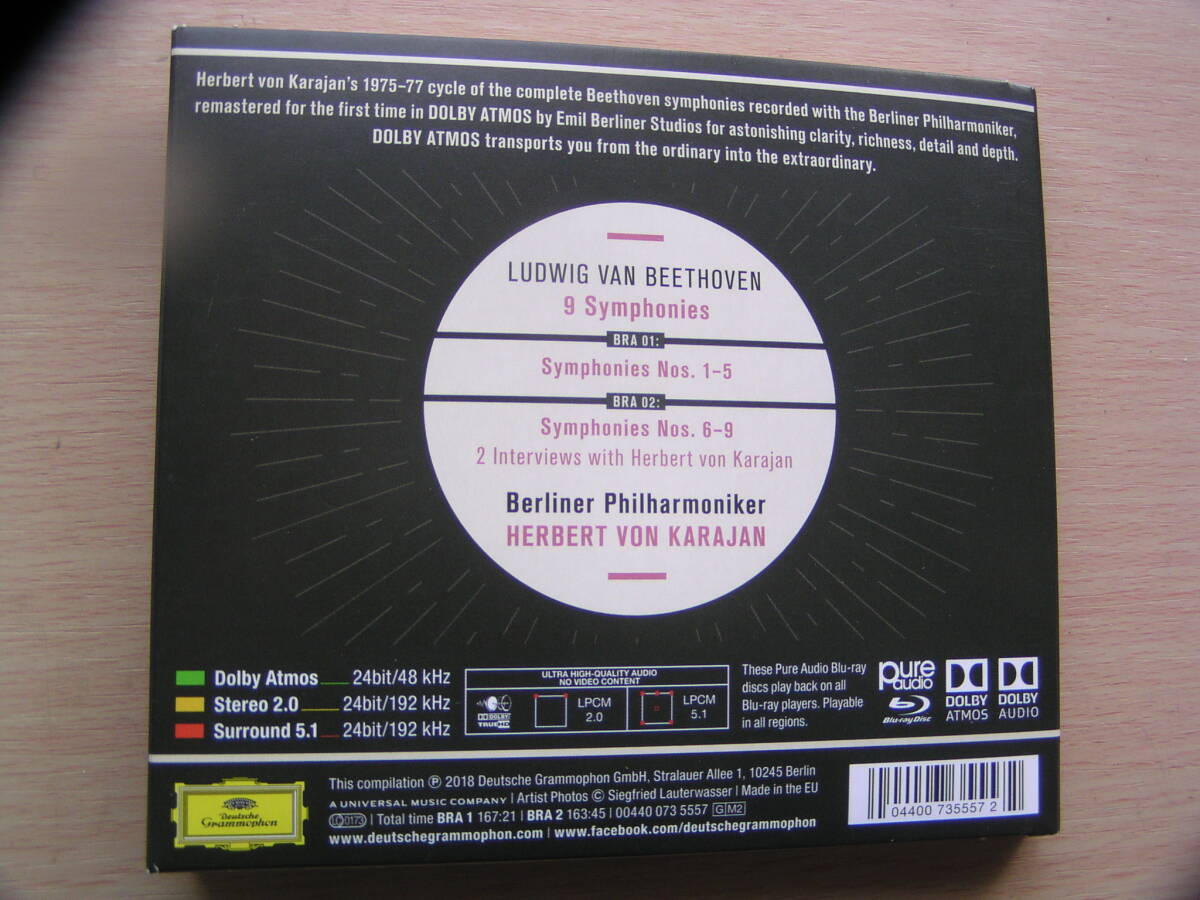 Herbert von Karajan's 1975–77 cycle of the complete Beethoven symphonies recorded with the Berliner Philharmoniker,
remastered for the first time in DOLBY ATMOS by Emil Berliner Studios for astonishing clarity, richness, detail and depth.
DOLBY ATMOS transports you from the ordinary into the extraordinary.
LUDWIG VAN BEETHOVEN
9 Symphonies
BRA 01:
Symphonies Nos. 1–5
BRA 02:
Symphonies Nos. 6–9
2 Interviews with Herbert von Karajan
Berliner Philharmoniker
HERBERT VON KARAJAN
Dolby Atmos 24bit/48 kHz
Stereo 2.0 24bit/192 kHz
Surround 5.1 24bit/192 kHz
ULTRA HIGH-QUALITY AUDIO
NO VIDEO CONTENT
DOLBY
TRUEHD
LPCM
2.0
LPCM
5.1
These Pure Audio Blu-ray
discs play back on all
Blu-ray players. Playable
in all regions.
pure
audio
Blu-ray Disc
DOLBY
ATMOS
DOLBY
AUDIO
Deutsche
Grammophon
This compilation ℗ 2018 Deutsche Grammophon GmbH, Stralauer Allee 1, 10245 Berlin
A UNIVERSAL MUSIC COMPANY | Artist Photos © Siegfried Lauterwasser | Made in the EU
LC 0173 | Total time BRA 1 167:21 | BRA 2 163:45 | 00440 073 5557 GM2
www.deutschegrammophon.com | www.facebook.com/deutschegrammophon
04400 73555 7 2